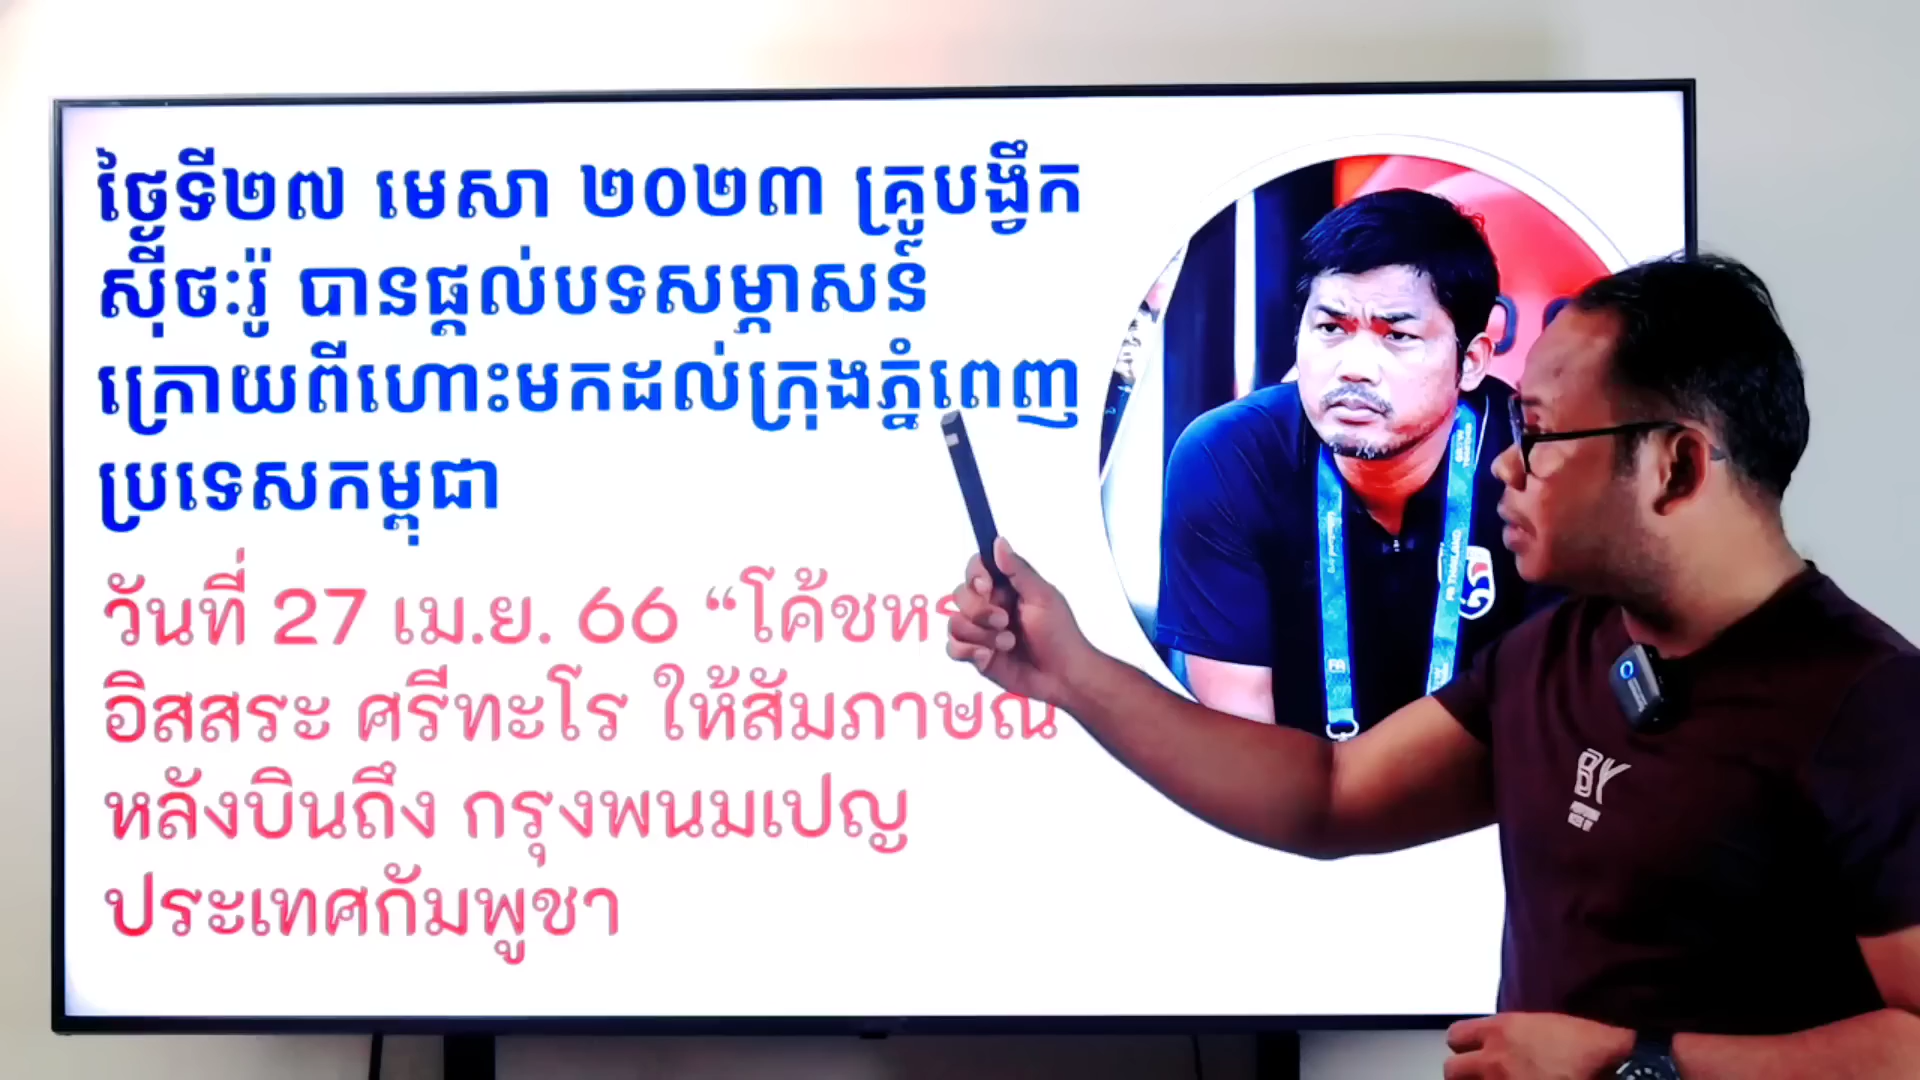 ថ្ងៃទី២៧ មេសា ២០២៣ គ្រូបង្វឹក
ស៊ីថៈរ៉ូ បានផ្តល់បទសម្ភាសន៍
ក្រោយពីហោះមកដល់ក្រុងភ្នំពេញ
ប្រទេសកម្ពុជា
วันที่ 27 เม.ย. 66 “โค้ช
อิสสระ ศรีทะโร ให้สัมภาษณ์
หลังบินถึง กรุงพนมเปญ
ประเทศกัมพูชา
BY